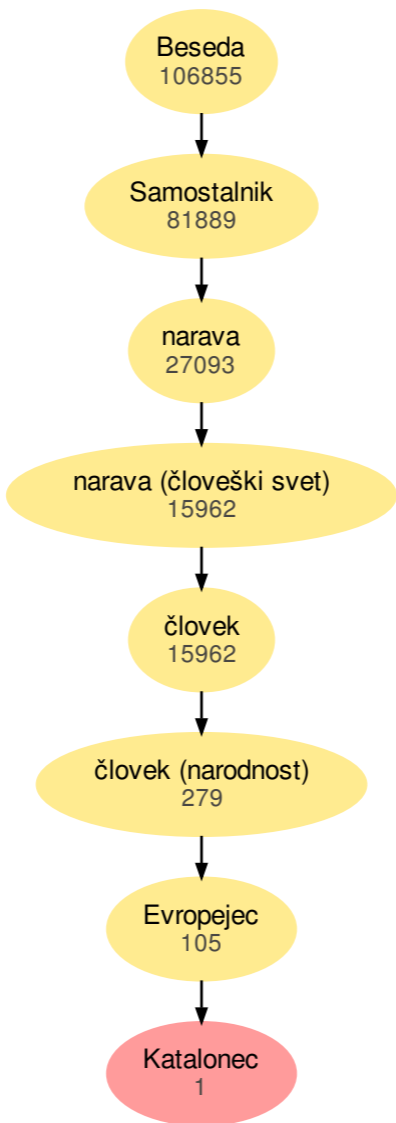 Beseda
106855
Samostalnik
81889
narava
27093
narava (človeški svet)
15962
človek
15962
človek (narodnost)
279
Evropejec
105
Katalonec
1